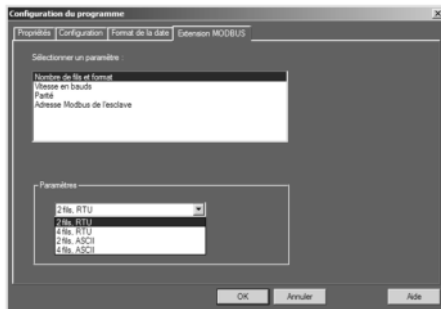 Configuration du programme
Propriétés
Configuration
Format de la date
Extension MODBUS
Sélectionner un paramètre :
Nombre de fils et format
Vitesse en bauds
Parité
Adresse Modbus de l'esclave
Paramètres
2 fils, RTU
2 fils, RTU
4 fils, RTU
2 fils, ASCII
4 fils, ASCII
OK
Annuler
Aide